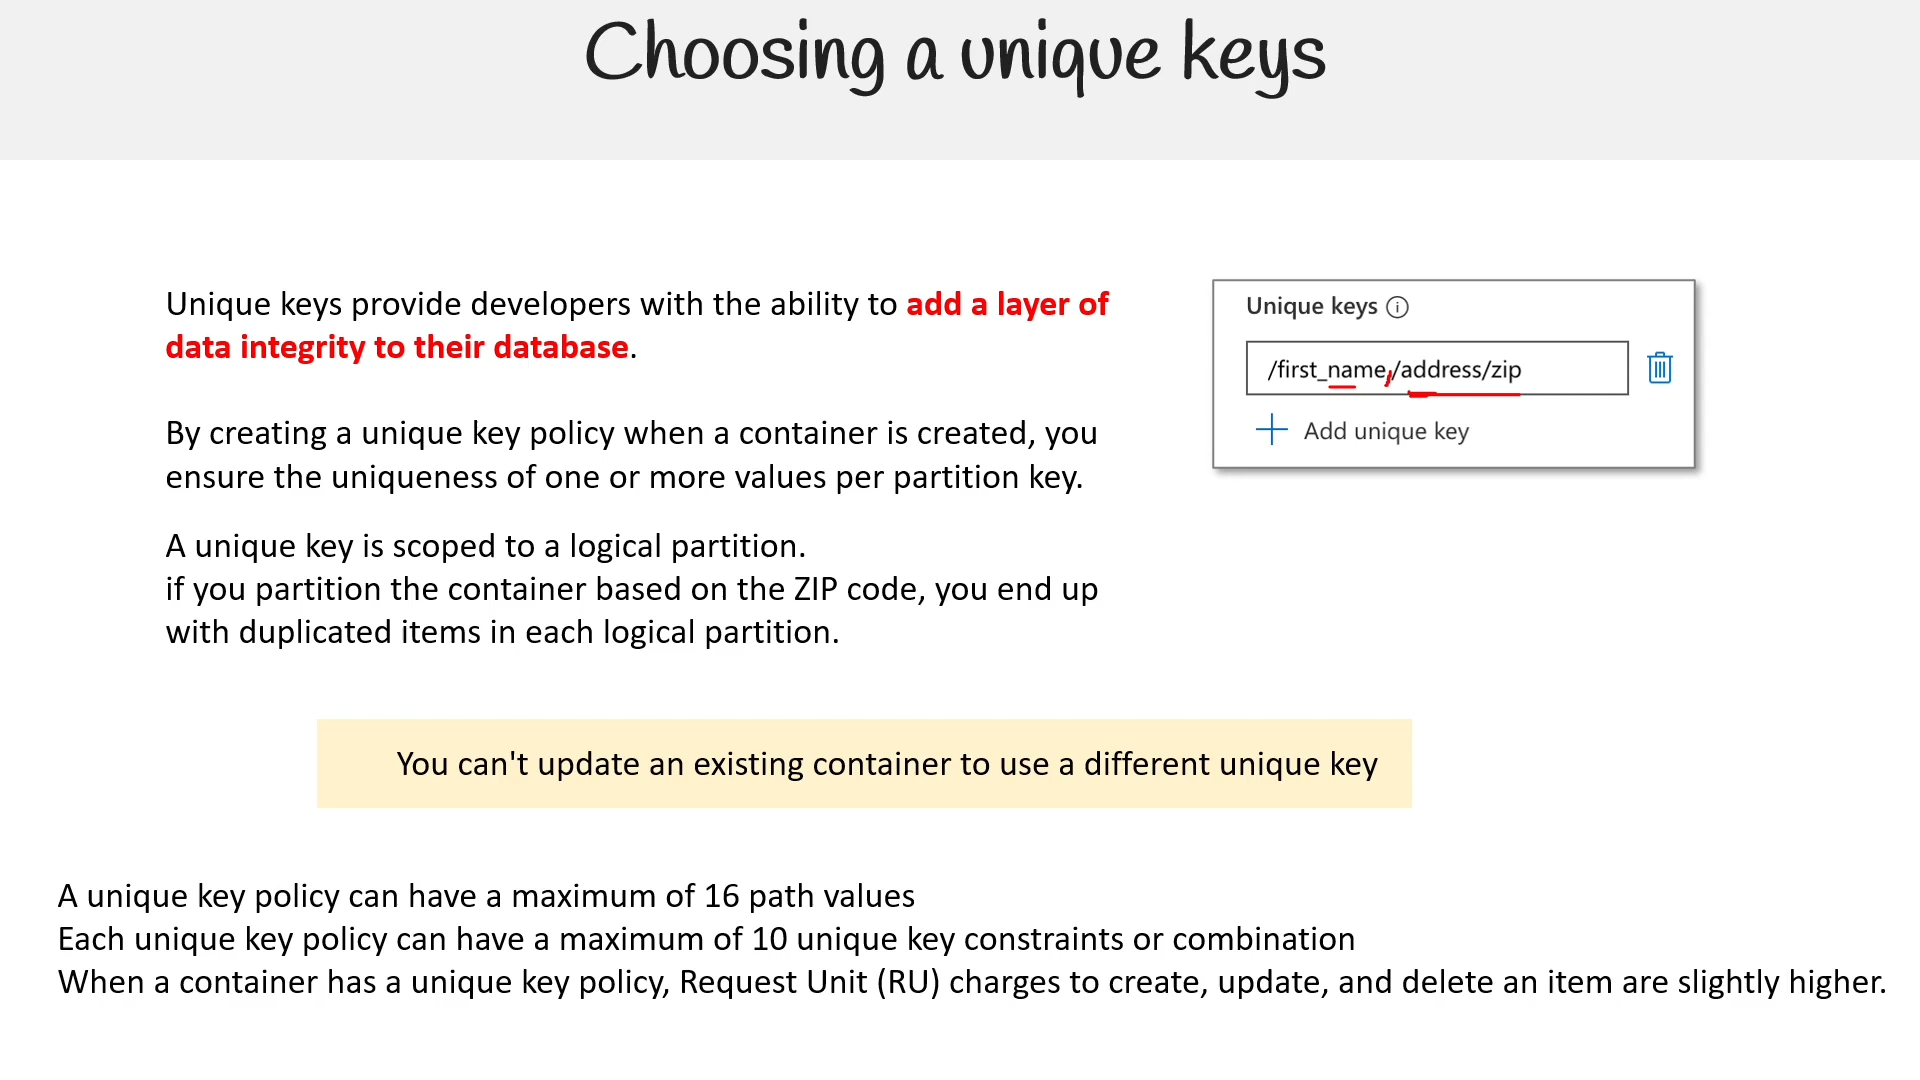 Choosing a unique keys
Unique keys provide developers with the ability to add a layer of
data integrity to their database.
By creating a unique key policy when a container is created, you
ensure the uniqueness of one or more values per partition key.
A unique key is scoped to a logical partition.
if you partition the container based on the ZIP code, you end up
with duplicated items in each logical partition.
Unique keys
/first_name,/address/zip
Add unique key
You can't update an existing container to use a different unique key
A unique key policy can have a maximum of 16 path values
Each unique key policy can have a maximum of 10 unique key constraints or combination
When a container has a unique key policy, Request Unit (RU) charges to create, update, and delete an item are slightly higher.